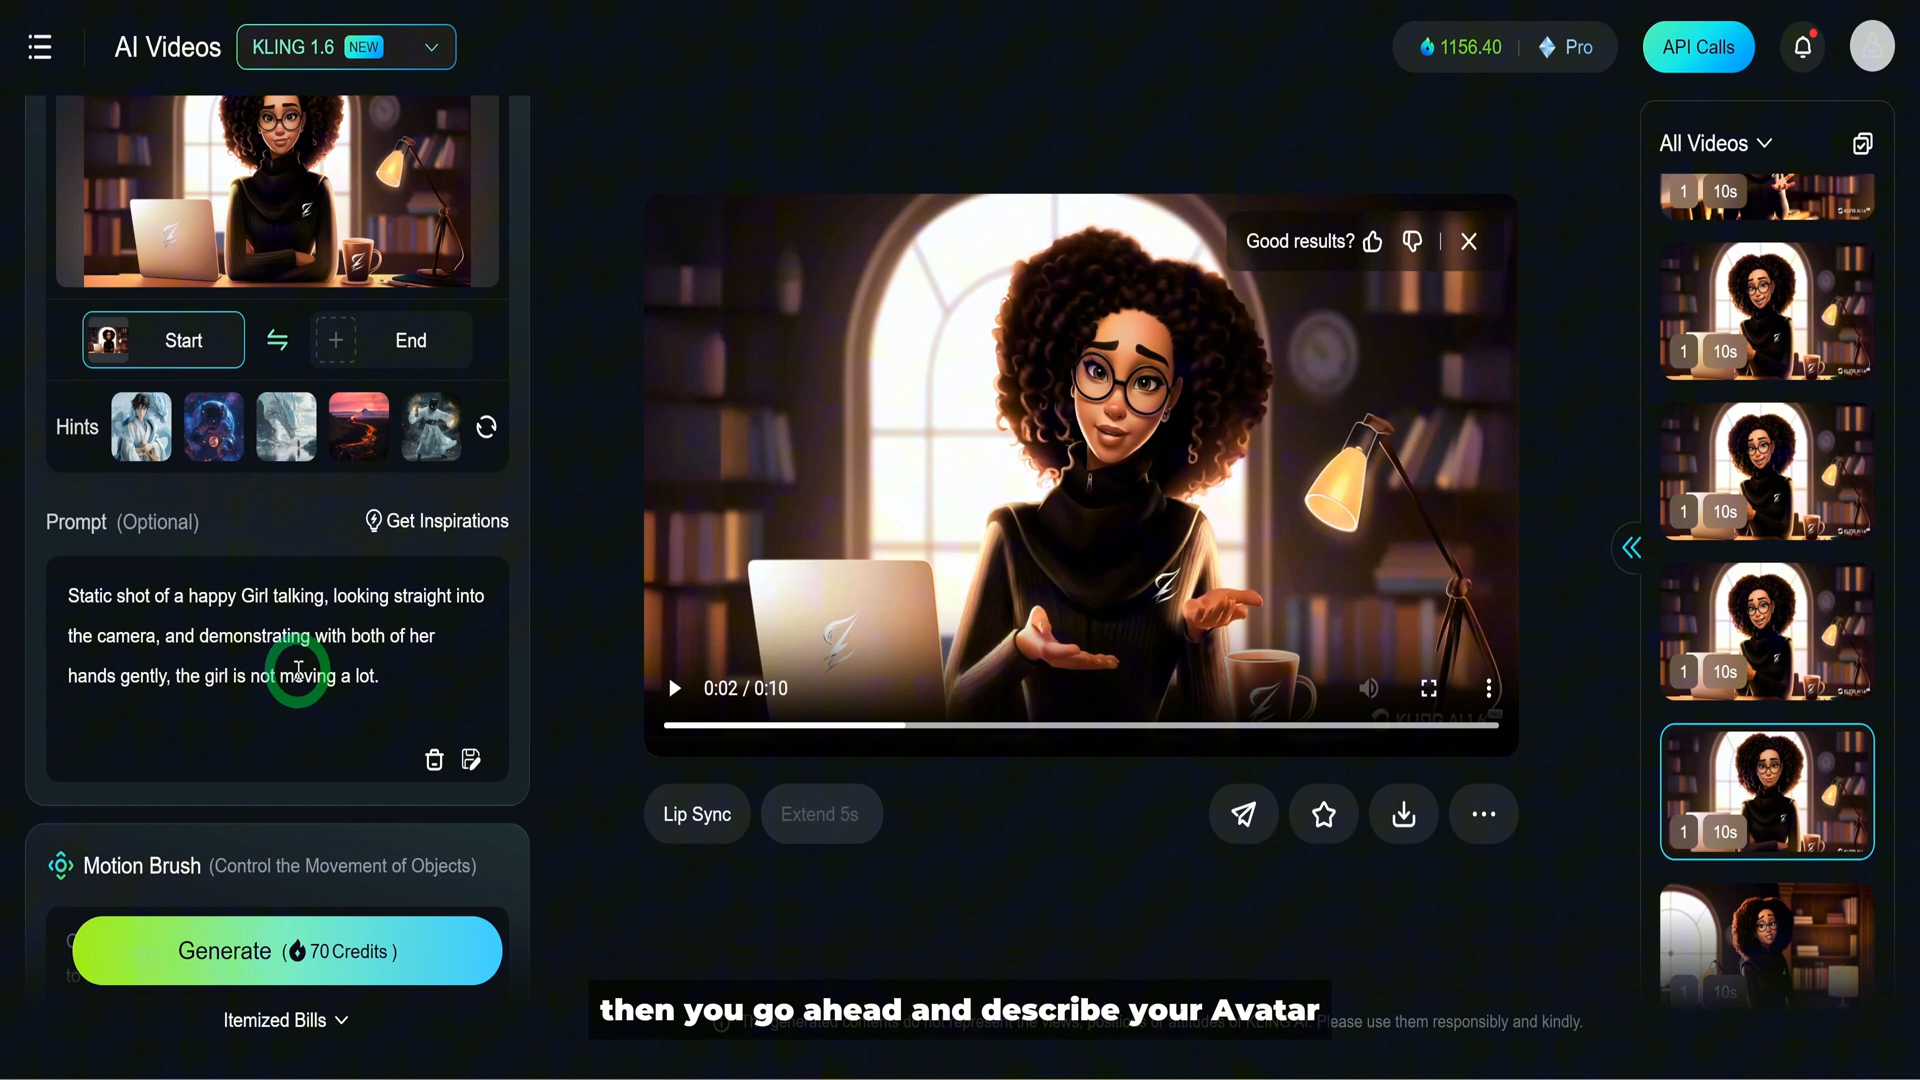 AI Videos
KLING 1.6 NEW
1156.40
Pro
API Calls
Start
End
Hints
Prompt (Optional)
Get Inspirations
Static shot of a happy Girl talking, looking straight into
the camera, and demonstrating with both of her
hands gently, the girl is not moving a lot.
Motion Brush (Control the Movement of Objects)
Generate ( 70 Credits )
Itemized Bills
Good results?
0:02 / 0:10
Lip Sync
Extend 5s
All Videos
1 10s
1 10s
1 10s
1 10s
1 10s
1 10s
then you go ahead and describe your Avatar
Please use them responsibly and kindly.